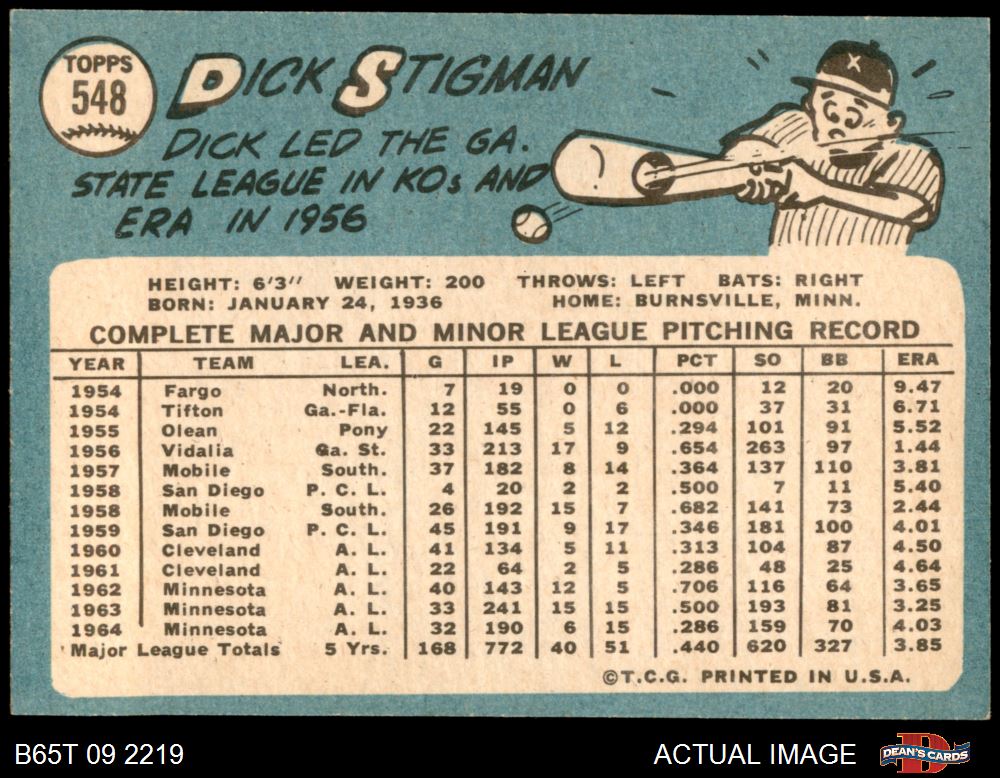 TOPPS
548
DICK STIGMAN
DICK LED THE GA.
STATE LEAGUE IN KOs AND
ERA IN 1956
X
HEIGHT: 6'3" WEIGHT: 200 THROWS: LEFT BATS: RIGHT
BORN: JANUARY 24, 1936 HOME: BURNSVILLE, MINN.
COMPLETE MAJOR AND MINOR LEAGUE PITCHING RECORD
YEAR TEAM LEA. G IP W L PCT SO BB ERA
1954 Fargo North. 7 19 0 0 .000 12 20 9.47
1954 Tifton Ga.-Fla. 12 55 0 6 .000 37 31 6.71
1955 Olean Pony 22 145 5 12 .294 101 91 5.52
1956 Vidalia Ga. St. 33 213 17 9 .654 263 97 1.44
1957 Mobile South. 37 182 8 14 .364 137 110 3.81
1958 San Diego P. C. L. 4 20 2 2 .500 7 11 5.40
1958 Mobile South. 26 192 15 7 .682 141 73 2.44
1959 San Diego P. C. L. 45 191 9 17 .346 181 100 4.01
1960 Cleveland A. L. 41 134 5 11 .313 104 87 4.50
1961 Cleveland A. L. 22 64 2 5 .286 48 25 4.64
1962 Minnesota A. L. 40 143 12 5 .706 116 64 3.65
1963 Minnesota A. L. 33 241 15 15 .500 193 81 3.25
1964 Minnesota A. L. 32 190 6 15 .286 159 70 4.03
Major League Totals 5 Yrs. 168 772 40 51 .440 620 327 3.85
©T.C.G. PRINTED IN U.S.A.
B65T 09 2219 ACTUAL IMAGE DEAN'S CARDS